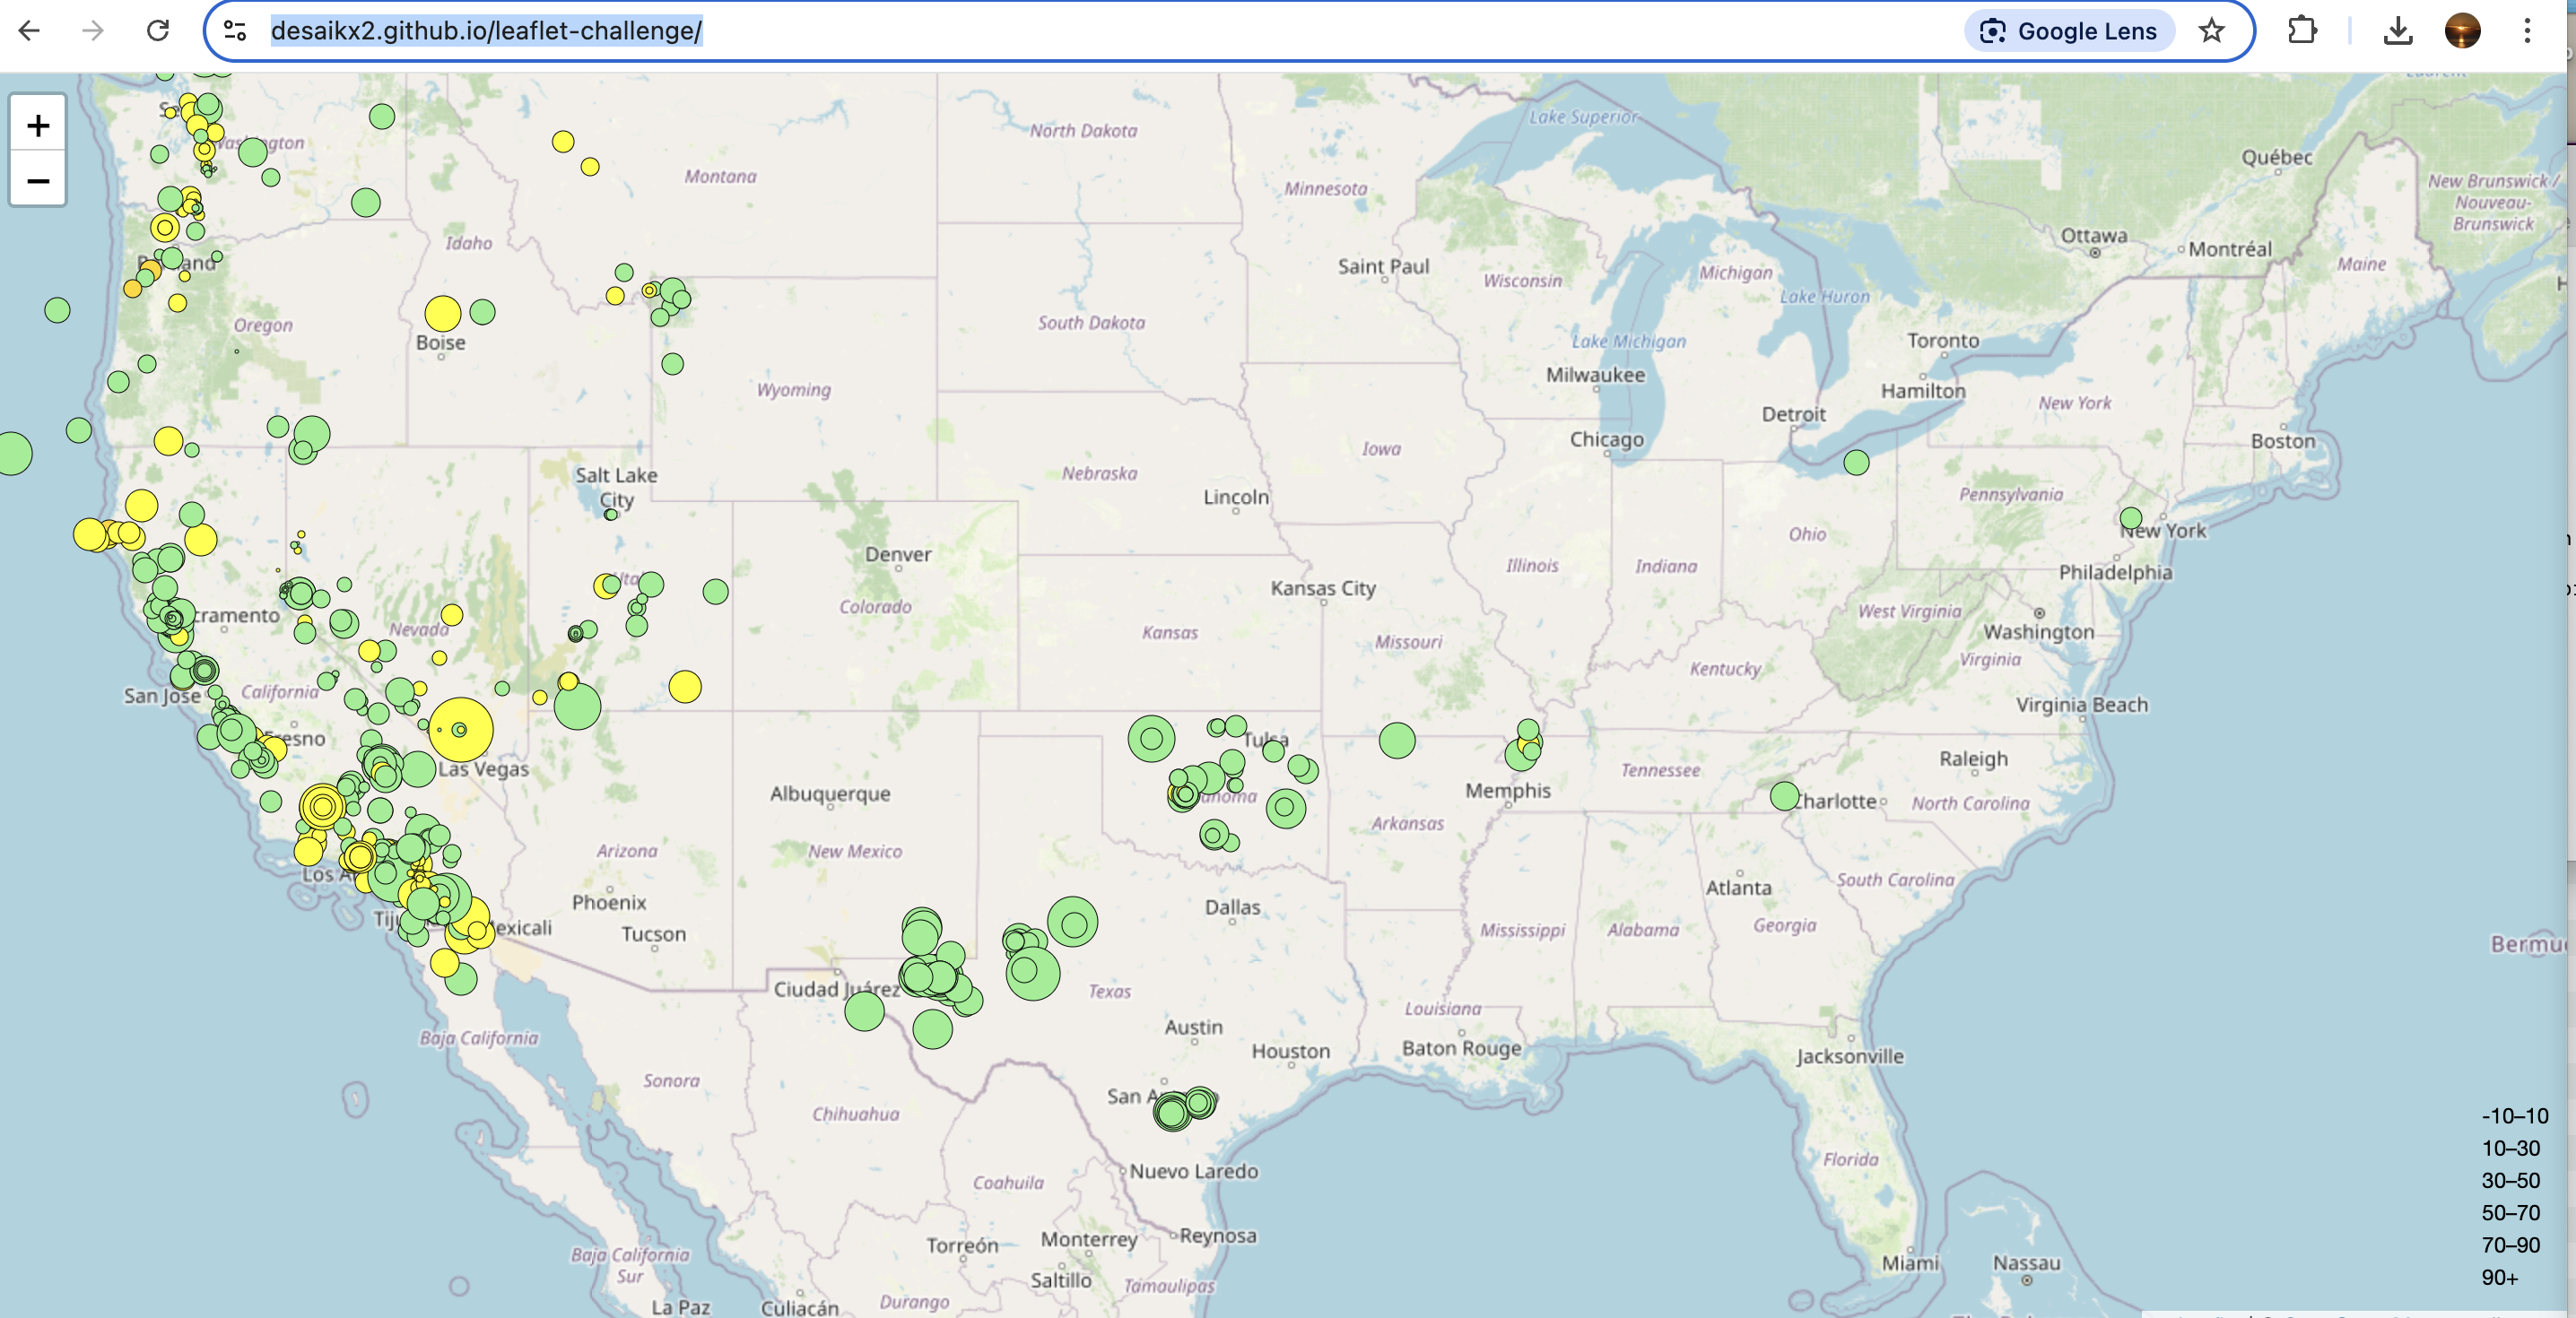 desaikx2.github.io/leaflet-challenge/
Google Lens
+
−
Lake Superior
North Dakota
Québec
Montana
Minnesota
New Brunswick /
Nouveau-
Brunswick
Ottawa
Montréal
Idaho
Saint Paul
Wisconsin
Michigan
Maine
Lake Huron
Oregon
South Dakota
Boise
Lake Michigan
Toronto
Milwaukee
Hamilton
Wyoming
New York
Detroit
Chicago
Boston
Iowa
Salt Lake
City
Nebraska
Lincoln
Pennsylvania
New York
Ohio
Denver
Illinois
Indiana
Philadelphia
Kansas City
Colorado
West Virginia
Nevada
Kansas
Missouri
Washington
Virginia
Kentucky
San Jose
California
Virginia Beach
Tulsa
Raleigh
Las Vegas
Tennessee
Albuquerque
Memphis
Charlotte
North Carolina
Arkansas
Arizona
New Mexico
South Carolina
Atlanta
Phoenix
Dallas
Georgia
Mississippi
Alabama
Tucson
Ciudad Juárez
Texas
Louisiana
Austin
Baja California
Houston
Baton Rouge
Jacksonville
Sonora
Chihuahua
-10–10
10–30
Florida
Nuevo Laredo
Coahuila
30–50
50–70
Reynosa
Monterrey
Torreón
70–90
Baja California
Sur
Miami
Nassau
Saltillo
90+
Tamaulipas
Durango
La Paz
Culiacán